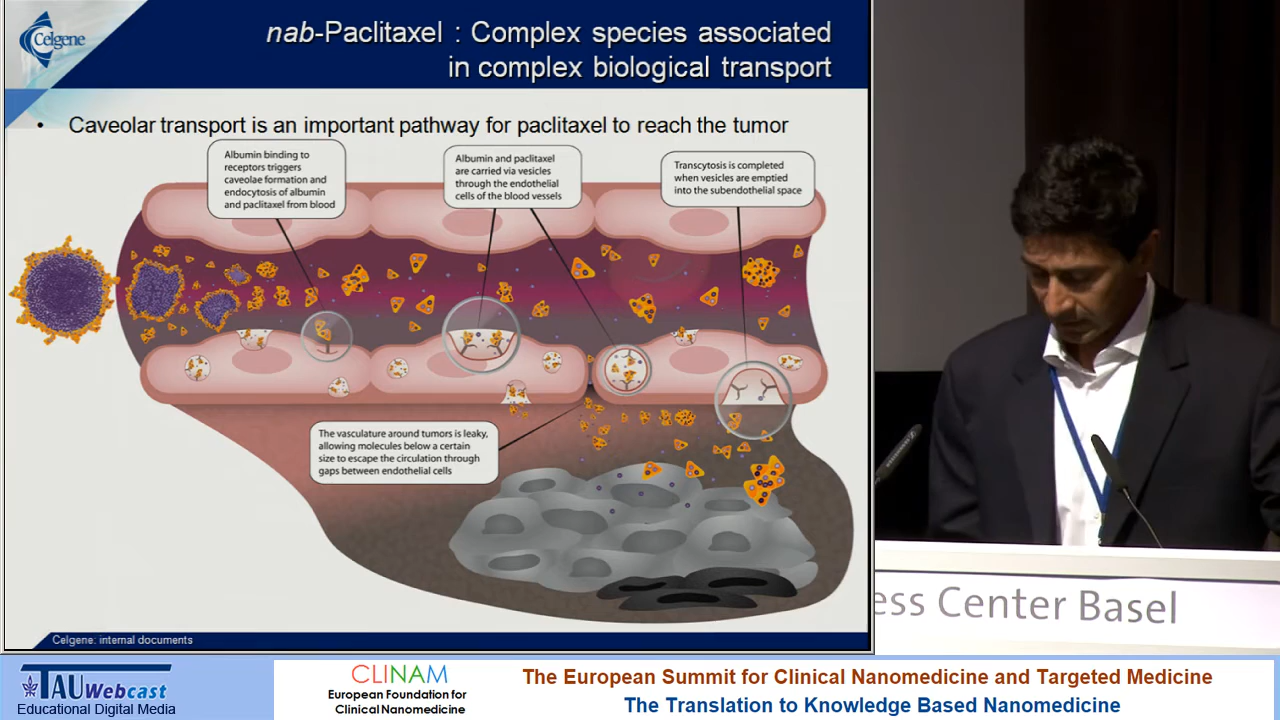 Celgene
nab-Paclitaxel : Complex species associated
in complex biological transport
• Caveolar transport is an important pathway for paclitaxel to reach the tumor
Albumin binding to
receptors triggers
caveolae formation and
endocytosis of albumin
and paclitaxel from blood
Albumin and paclitaxel
are carried via vesicles
through the endothelial
cells of the blood vessels
Transcytosis is completed
when vesicles are emptied
into the subendothelial space
The vasculature around tumors is leaky,
allowing molecules below a certain
size to escape the circulation through
gaps between endothelial cells
Celgene: internal documents
ess Center Basel
TAU Webcast
Educational Digital Media
CLINAM
European Foundation for
Clinical Nanomedicine
The European Summit for Clinical Nanomedicine and Targeted Medicine
The Translation to Knowledge Based Nanomedicine